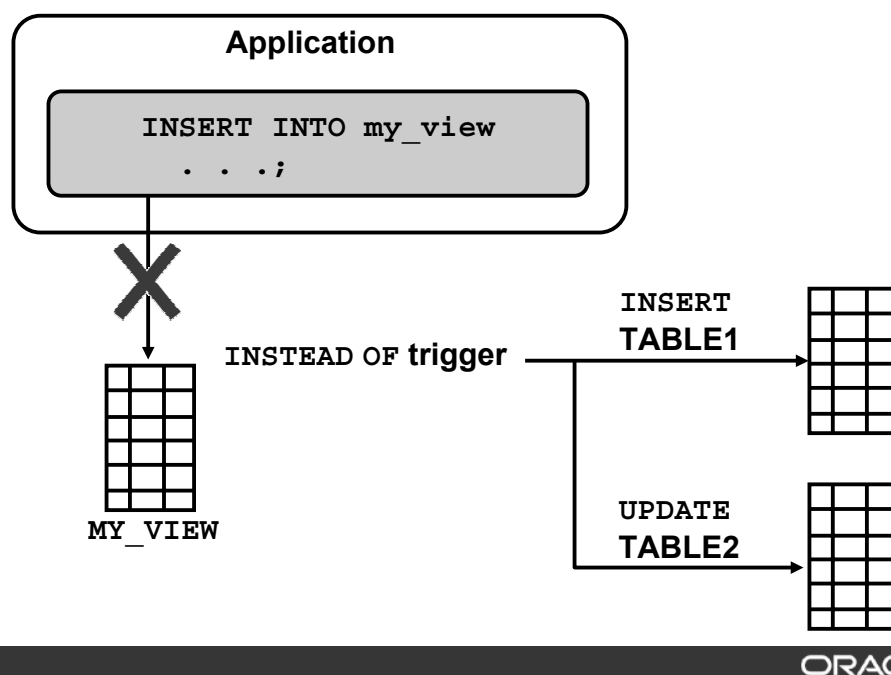 Application
INSERT INTO my_view
. . .;
INSERT
TABLE1
INSTEAD OF trigger
MY_VIEW
UPDATE
TABLE2